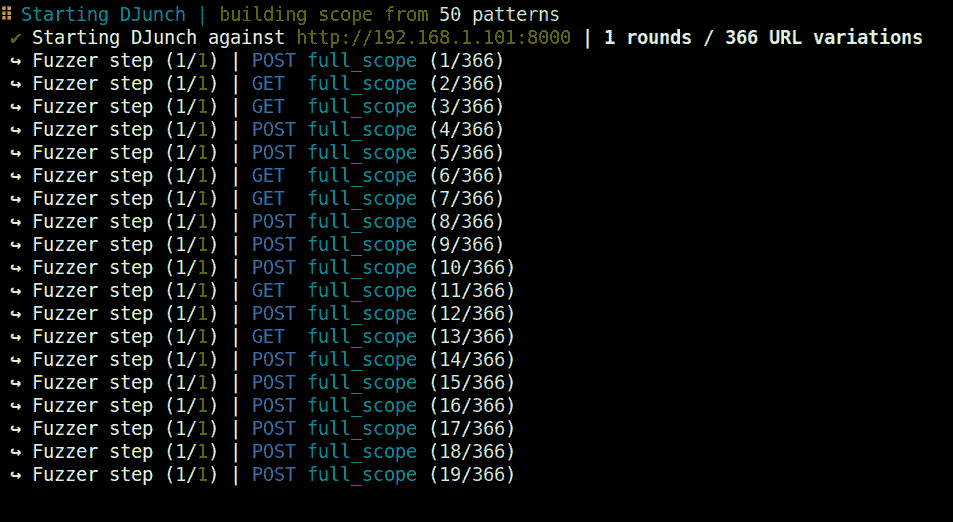 ⠿ Starting DJunch | building scope from 50 patterns
✔ Starting DJunch against http://192.168.1.101:8000 | 1 rounds / 366 URL variations
↪ Fuzzer step (1/1) | POST full_scope (1/366)
↪ Fuzzer step (1/1) | GET  full_scope (2/366)
↪ Fuzzer step (1/1) | GET  full_scope (3/366)
↪ Fuzzer step (1/1) | POST full_scope (4/366)
↪ Fuzzer step (1/1) | POST full_scope (5/366)
↪ Fuzzer step (1/1) | GET  full_scope (6/366)
↪ Fuzzer step (1/1) | GET  full_scope (7/366)
↪ Fuzzer step (1/1) | POST full_scope (8/366)
↪ Fuzzer step (1/1) | POST full_scope (9/366)
↪ Fuzzer step (1/1) | POST full_scope (10/366)
↪ Fuzzer step (1/1) | GET  full_scope (11/366)
↪ Fuzzer step (1/1) | POST full_scope (12/366)
↪ Fuzzer step (1/1) | GET  full_scope (13/366)
↪ Fuzzer step (1/1) | POST full_scope (14/366)
↪ Fuzzer step (1/1) | POST full_scope (15/366)
↪ Fuzzer step (1/1) | POST full_scope (16/366)
↪ Fuzzer step (1/1) | POST full_scope (17/366)
↪ Fuzzer step (1/1) | POST full_scope (18/366)
↪ Fuzzer step (1/1) | POST full_scope (19/366)